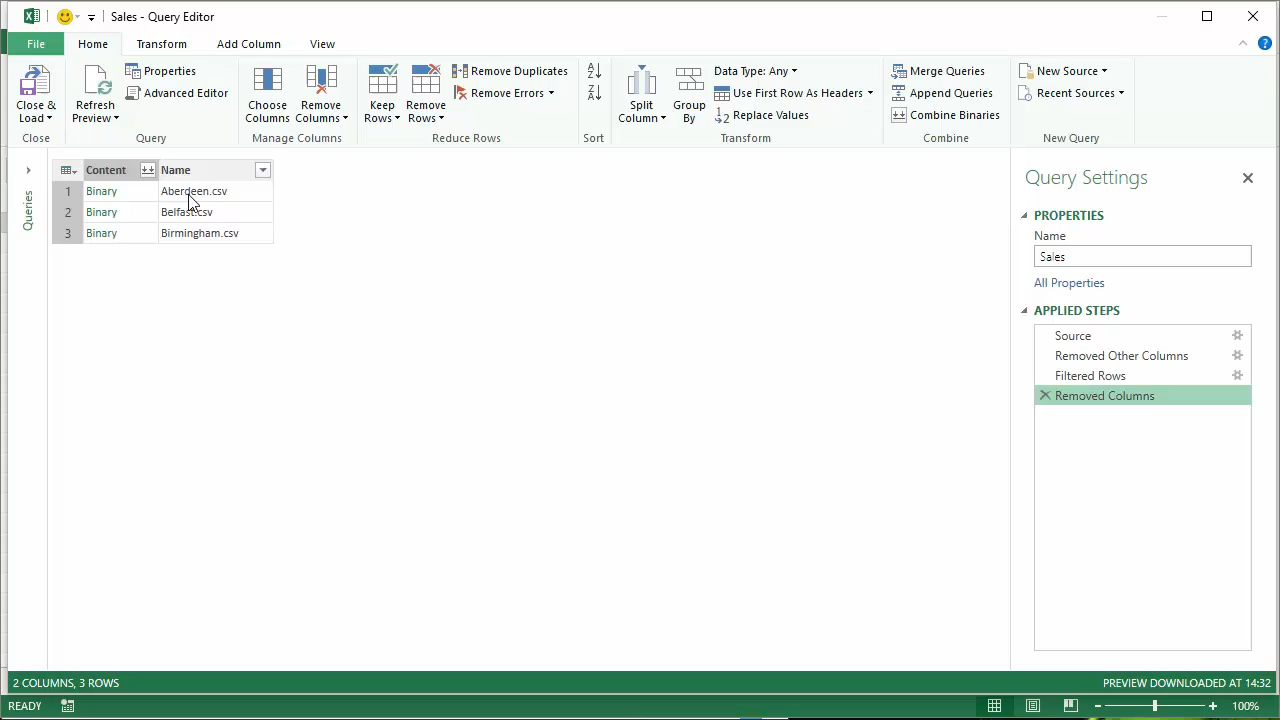 Sales - Query Editor
File Home Transform Add Column View
Close & Load
Close
Refresh Preview
Properties
Advanced Editor
Query
Choose Columns
Remove Columns
Manage Columns
Keep Rows
Remove Rows
Remove Duplicates
Remove Errors
Reduce Rows
Sort
Split Column
Group By
Data Type: Any
Use First Row As Headers
Replace Values
Transform
Merge Queries
Append Queries
Combine Binaries
Combine
New Source
Recent Sources
New Query
Queries
Content Name
1 Binary Aberdeen.csv
2 Binary Belfast.csv
3 Binary Birmingham.csv
Query Settings
PROPERTIES
Name
Sales
All Properties
APPLIED STEPS
Source
Removed Other Columns
Filtered Rows
Removed Columns
2 COLUMNS, 3 ROWS PREVIEW DOWNLOADED AT 14:32
READY 100%